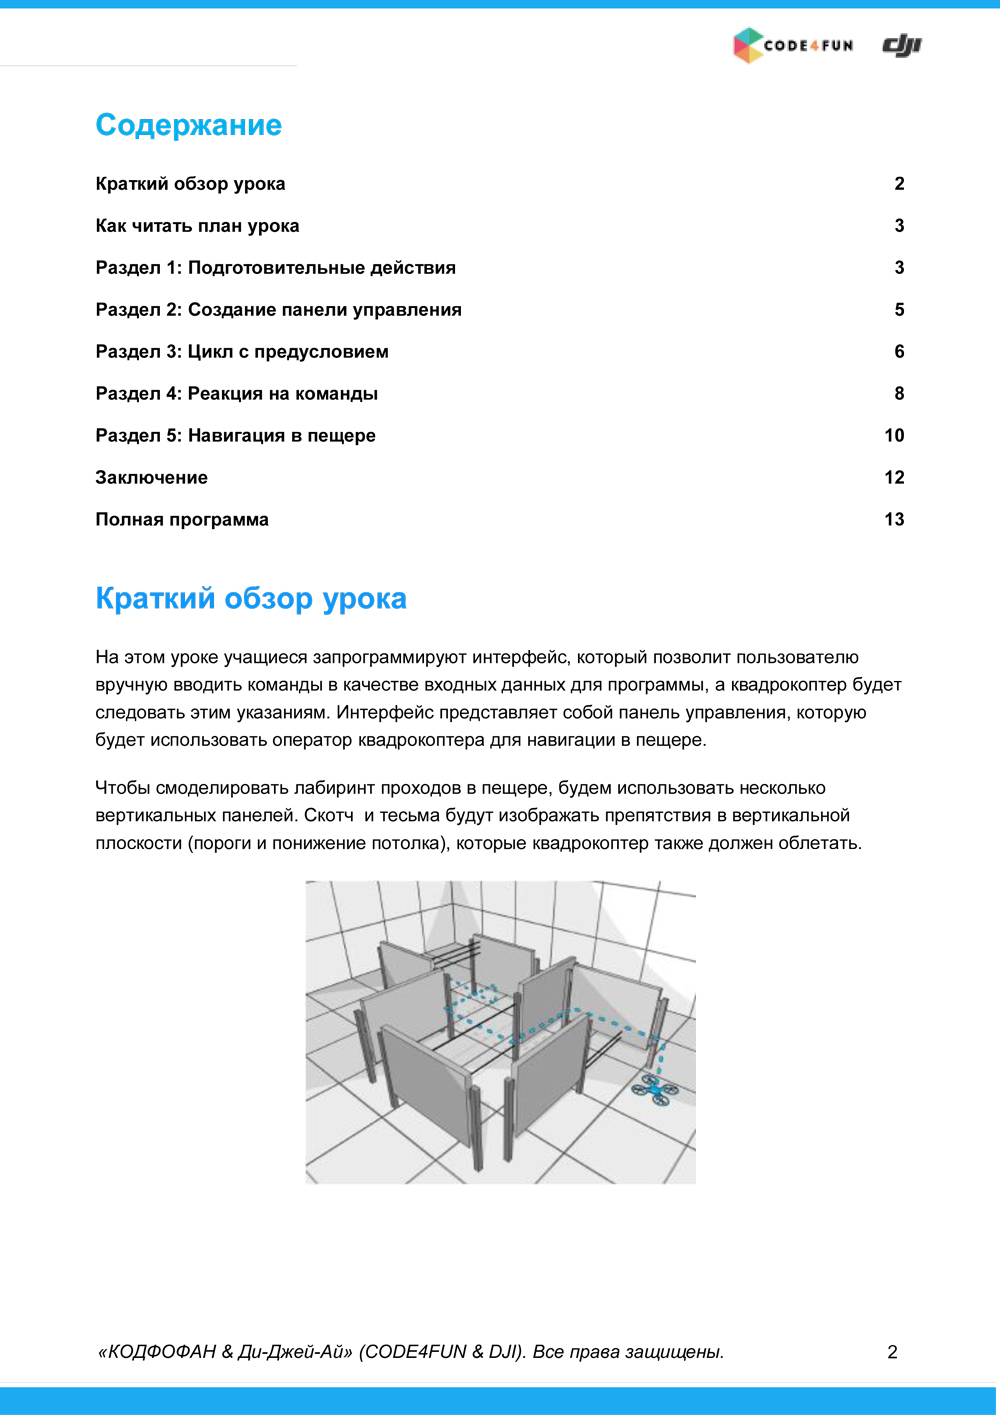 CODE4FUN dji
Содержание
Краткий обзор урока 2
Как читать план урока 3
Раздел 1: Подготовительные действия 3
Раздел 2: Создание панели управления 5
Раздел 3: Цикл с предусловием 6
Раздел 4: Реакция на команды 8
Раздел 5: Навигация в пещере 10
Заключение 12
Полная программа 13
Краткий обзор урока
На этом уроке учащиеся запрограммируют интерфейс, который позволит пользователю
вручную вводить команды в качестве входных данных для программы, а квадрокоптер будет
следовать этим указаниям. Интерфейс представляет собой панель управления, которую
будет использовать оператор квадрокоптера для навигации в пещере.
Чтобы смоделировать лабиринт проходов в пещере, будем использовать несколько
вертикальных панелей. Скотч  и тесьма будут изображать препятствия в вертикальной
плоскости (пороги и понижение потолка), которые квадрокоптер также должен облетать.
«КОДФОФАН & Ди-Джей-Ай» (CODE4FUN & DJI). Все права защищены. 2